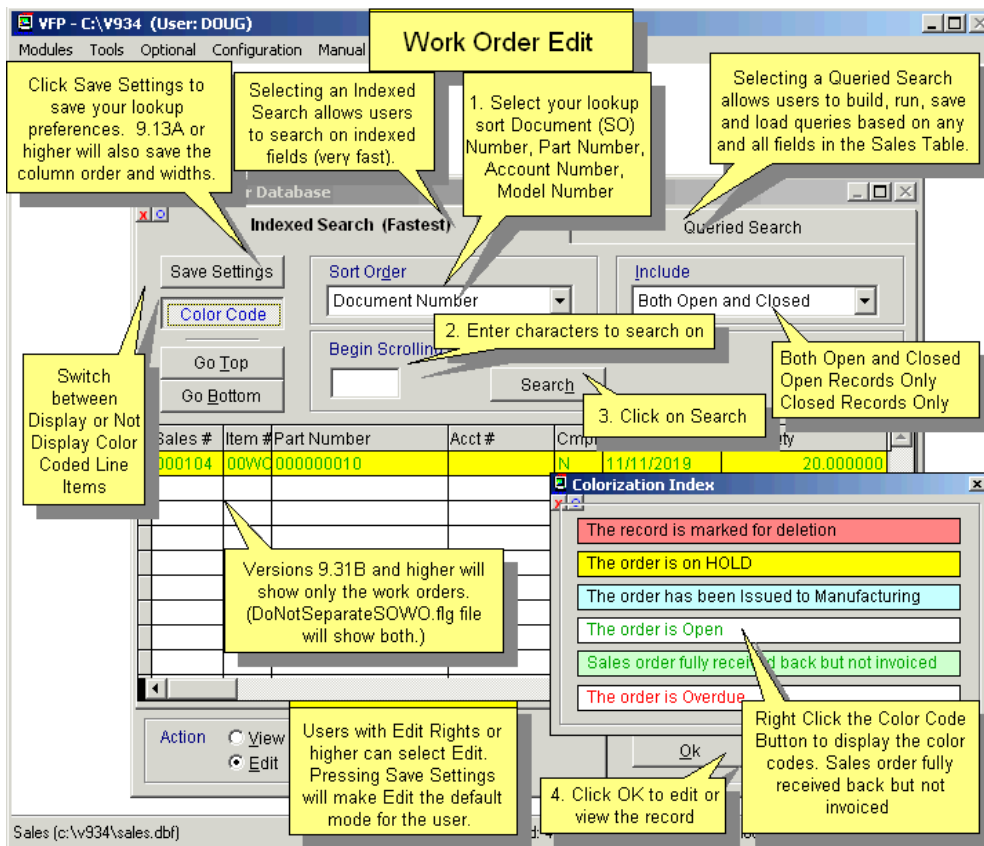 VFP - C:\V934 (User: DOUG)
Modules Tools Optional Configuration Manual
Work Order Edit
Click Save Settings to
save your lookup
preferences. 9.13A or
higher will also save the
column order and widths.
Selecting an Indexed
Search allows users
to search on indexed
fields (very fast).
1. Select your lookup
sort Document (SO)
Number, Part Number,
Account Number,
Model Number
Selecting a Queried Search
allows users to build, run, save
and load queries based on any
and all fields in the Sales Table.
Database
Indexed Search (Fastest)
Queried Search
Save Settings
Color Code
Go Top
Go Bottom
Sort Order
Document Number
Include
Both Open and Closed
2. Enter characters to search on
Begin Scrolling
Search
3. Click on Search
Both Open and Closed
Open Records Only
Closed Records Only
Switch
between
Display or Not
Display Color
Coded Line
Items
Sales # Item # Part Number Acct #
000104 00WO 000000010 N 11/11/2019 20.000000
Versions 9.31B and higher will
show only the work orders.
(DoNotSeparateSOWO.flg file
will show both.)
Colorization Index
The record is marked for deletion
The order is on HOLD
The order has been Issued to Manufacturing
The order is Open
Sales order fully received back but not invoiced
The order is Overdue
Right Click the Color Code
Button to display the color
codes. Sales order fully
received back but not
invoiced
Action
View
Edit
Users with Edit Rights or
higher can select Edit.
Pressing Save Settings
will make Edit the default
mode for the user.
Ok
4. Click OK to edit or
view the record
Sales (c:\v934\sales.dbf)